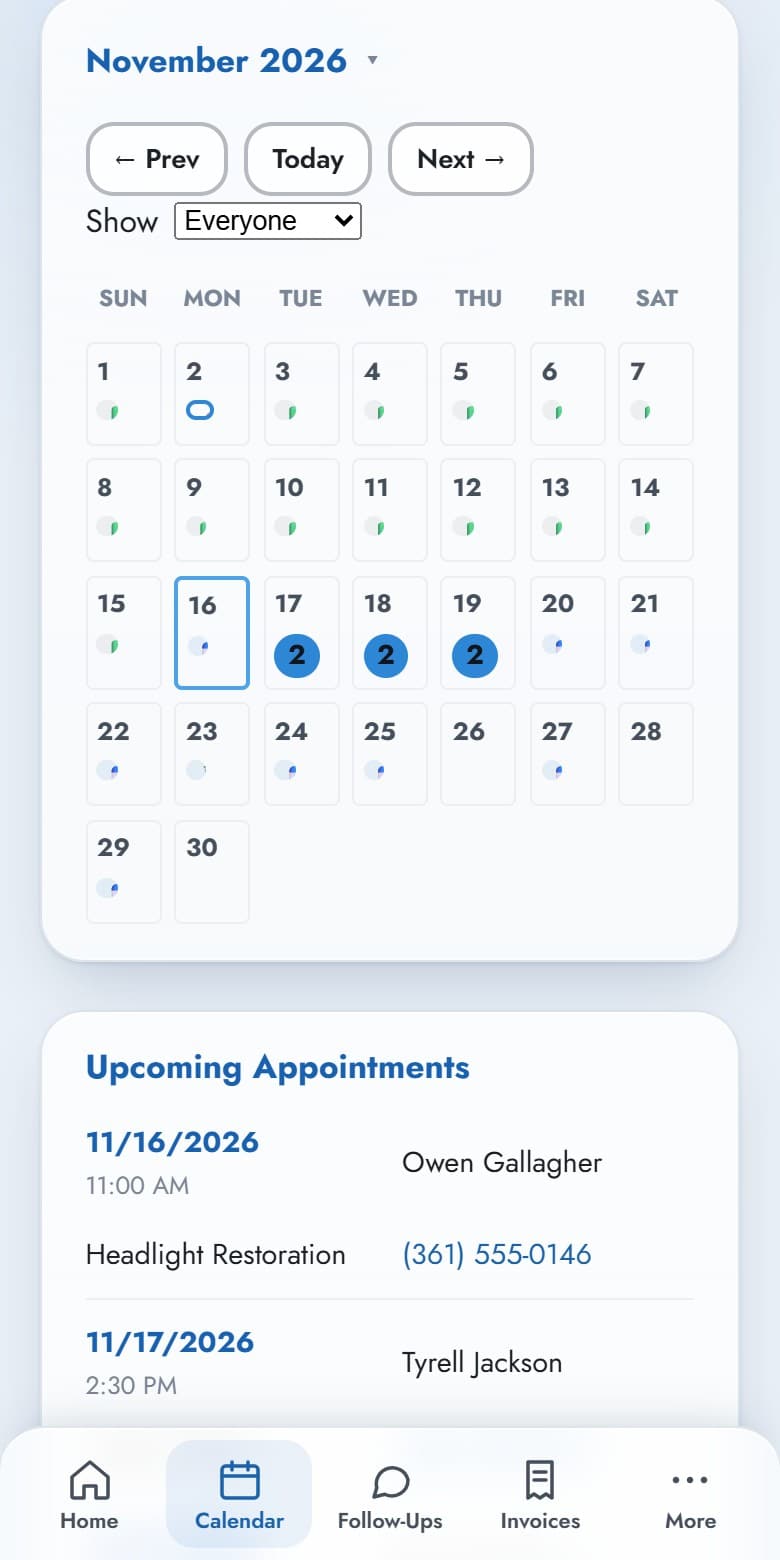 November 2026 ▼
← Prev Today Next →
Show Everyone
SUN MON TUE WED THU FRI SAT
1 2 3 4 5 6 7
8 9 10 11 12 13 14
15 16 17 18 19 20 21
2 2 2
22 23 24 25 26 27 28
29 30
Upcoming Appointments
11/16/2026
Owen Gallagher
11:00 AM
Headlight Restoration (361) 555-0146
11/17/2026
Tyrell Jackson
2:30 PM
Home Calendar Follow-Ups Invoices More